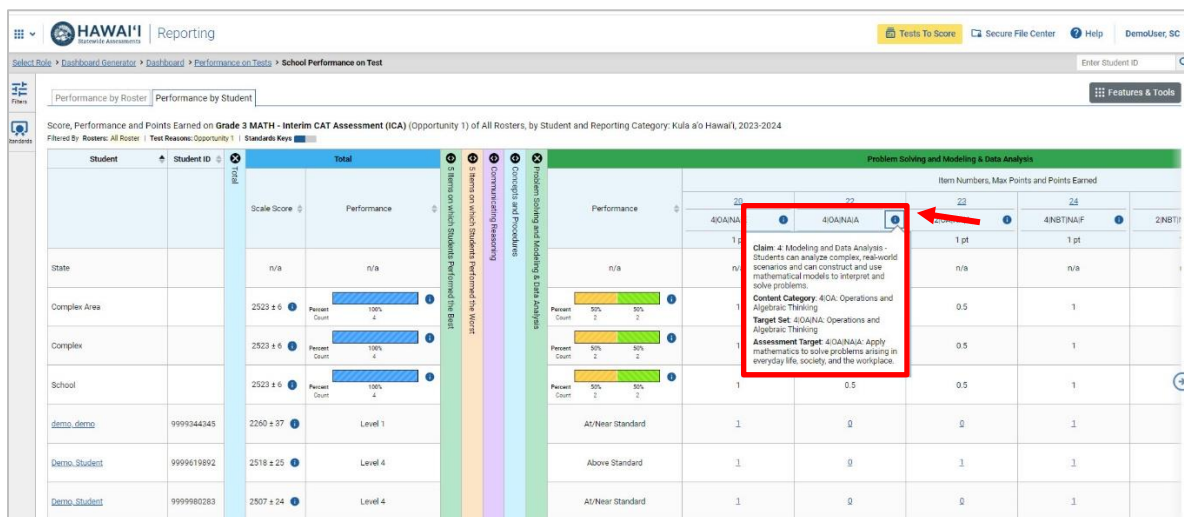 HAWAI'I
Statewide Assessments
Reporting
Tests To Score
Secure File Center
Help
DemoUser, SC
Select Role > Dashboard Generator > Dashboard > Performance on Tests > School Performance on Test
Enter Student ID
Filters
Performance by Roster
Performance by Student
Features & Tools
Standards
Score, Performance and Points Earned on Grade 3 MATH - Interim CAT Assessment (ICA) (Opportunity 1) of All Rosters, by Student and Reporting Category: Kula a'o Hawai'i, 2023-2024
Filtered By Rosters: All Roster | Test Reasons: Opportunity 1 | Standards Keys
Student
Student ID
Total
Total
Scale Score
Performance
5 Items on which Students Performed the Best
5 Items on which Students Performed the Worst
Communicating Reasoning
Concepts and Procedures
Problem Solving and Modeling & Data Analysis
Problem Solving and Modeling & Data Analysis
Performance
Item Numbers, Max Points and Points Earned
20 22 23 24
4|OA|NA 4|OA|NA|A 4|NBT|NA|F
1 pt 1 pt
Claim: 4: Modeling and Data Analysis -
Students can analyze complex, real-world
scenarios and can construct and use
mathematical models to interpret and
solve problems.
Content Category: 4|OA: Operations and
Algebraic Thinking
Target Set: 4|OA|NA: Operations and
Algebraic Thinking
Assessment Target: 4|OA|NA|A: Apply
mathematics to solve problems arising in
everyday life, society, and the workplace.
State n/a n/a n/a n/a n/a
Complex Area 2523 ± 6 Percent 100% Count 4 Percent 50% 50% Count 2 2 1 0.5 1
Complex 2523 ± 6 Percent 100% Count 4 Percent 50% 50% Count 2 2 1 0.5 1
School 2523 ± 6 Percent 100% Count 4 Percent 50% 50% Count 2 2 1 0.5 0.5 1
demo, demo 9999344345 2260 ± 37 Level 1 At/Near Standard 1 0 0 1
Demo, Student 9999619892 2518 ± 25 Level 4 Above Standard 1 0 1 1
Demo, Student 9999980283 2507 ± 24 Level 4 At/Near Standard 1 0 0 1